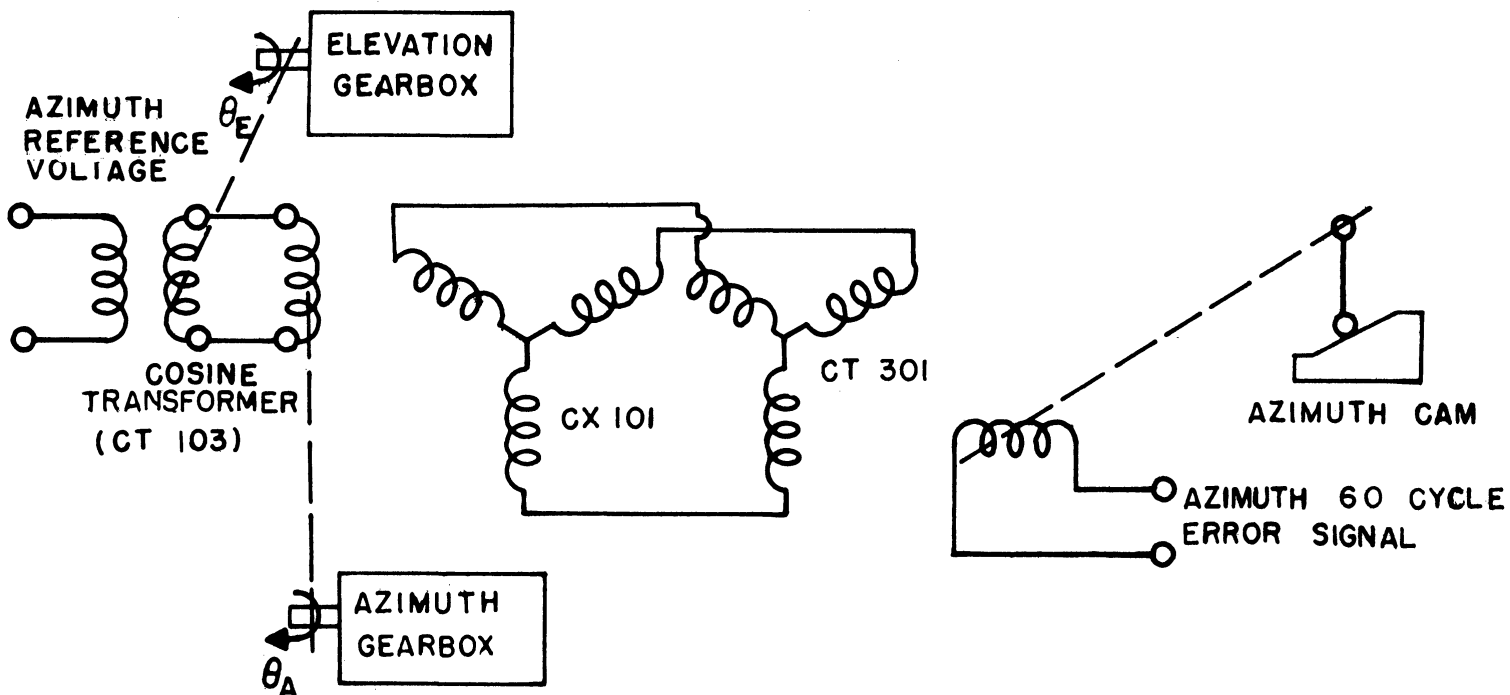 ELEVATION
GEARBOX
θE
AZIMUTH
REFERENCE
VOLTAGE
COSINE
TRANSFORMER
(CT 103)
CX 101
CT 301
AZIMUTH CAM
AZIMUTH 60 CYCLE
ERROR SIGNAL
AZIMUTH
GEARBOX
θA